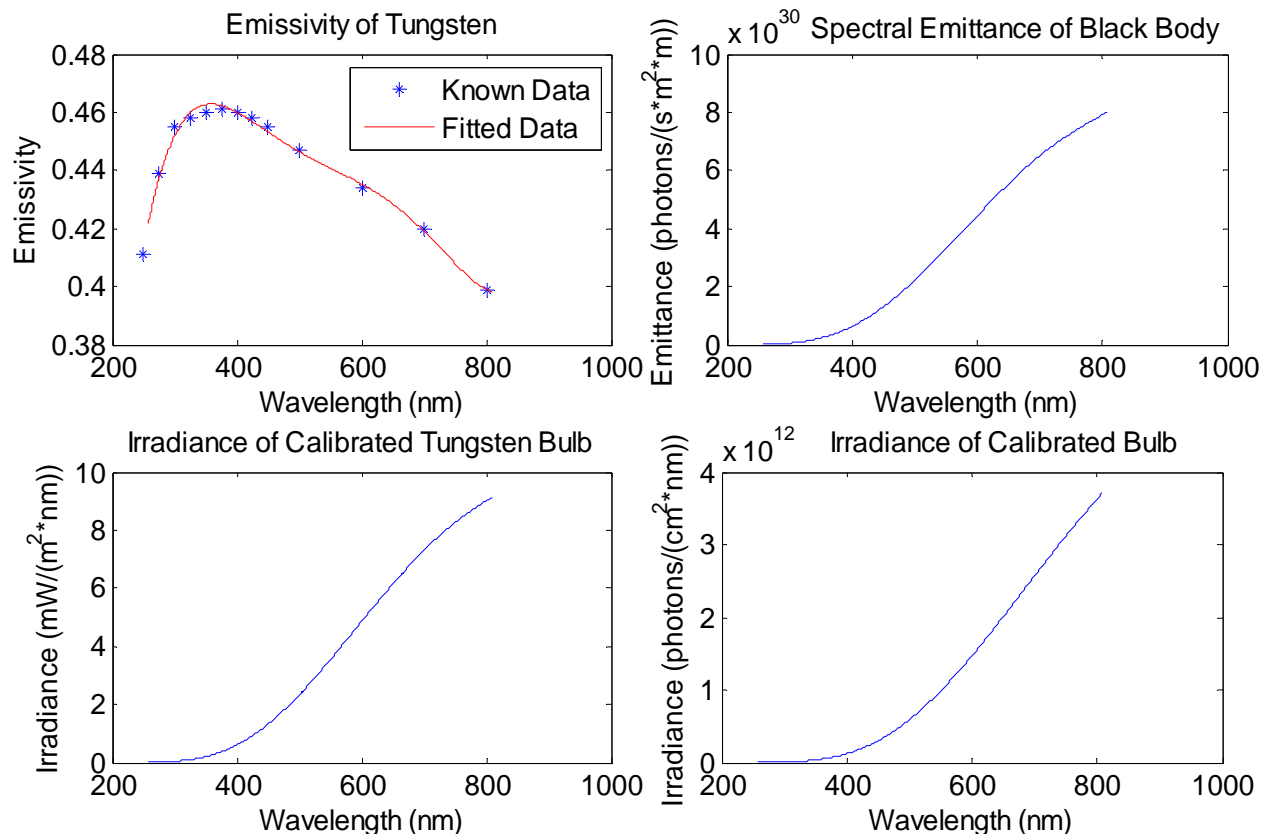 Emissivity of Tungsten
0.48
0.46
0.44
0.42
0.4
0.38
Emissivity
Known Data
Fitted Data
200 400 600 800 1000
Wavelength (nm)
x 10^30 Spectral Emittance of Black Body
10
8
6
4
2
0
Emittance (photons/(s*m^2*m)
200 400 600 800 1000
Wavelength (nm)
Irradiance of Calibrated Tungsten Bulb
10
8
6
4
2
0
Irradiance (mW/(m^2*nm))
200 400 600 800 1000
Wavelength (nm)
x 10^12 Irradiance of Calibrated Bulb
4
3
2
1
0
Irradiance (photons/(cm^2*nm))
200 400 600 800 1000
Wavelength (nm)